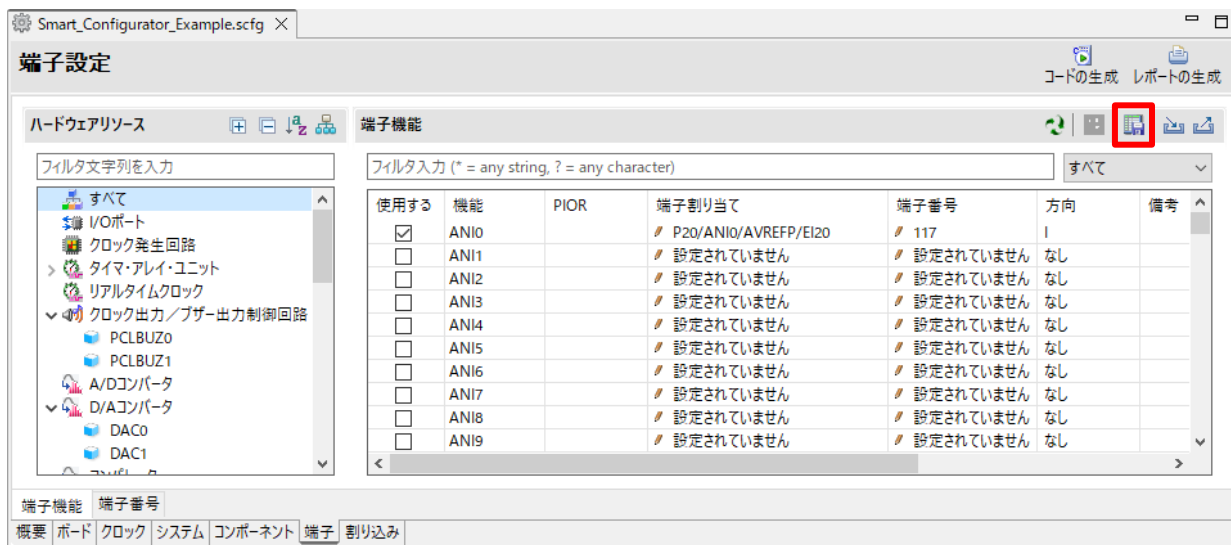 Smart_Configurator_Example.scfg
端子設定
コードの生成 レポートの生成
ハードウェアリソース
端子機能
フィルタ文字列を入力
フィルタ入力 (* = any string, ? = any character)
すべて
すべて
I/Oポート
クロック発生回路
タイマ・アレイ・ユニット
リアルタイムクロック
クロック出力／ブザー出力制御回路
PCLBUZ0
PCLBUZ1
A/Dコンバータ
D/Aコンバータ
DAC0
DAC1
使用する 機能 PIOR 端子割り当て 端子番号 方向 備考
ANI0 P20/ANI0/AVREFP/EI20 117 I
ANI1 設定されていません 設定されていません なし
ANI2 設定されていません 設定されていません なし
ANI3 設定されていません 設定されていません なし
ANI4 設定されていません 設定されていません なし
ANI5 設定されていません 設定されていません なし
ANI6 設定されていません 設定されていません なし
ANI7 設定されていません 設定されていません なし
ANI8 設定されていません 設定されていません なし
ANI9 設定されていません 設定されていません なし
端子機能 端子番号
概要 ボード クロック システム コンポーネント 端子 割り込み